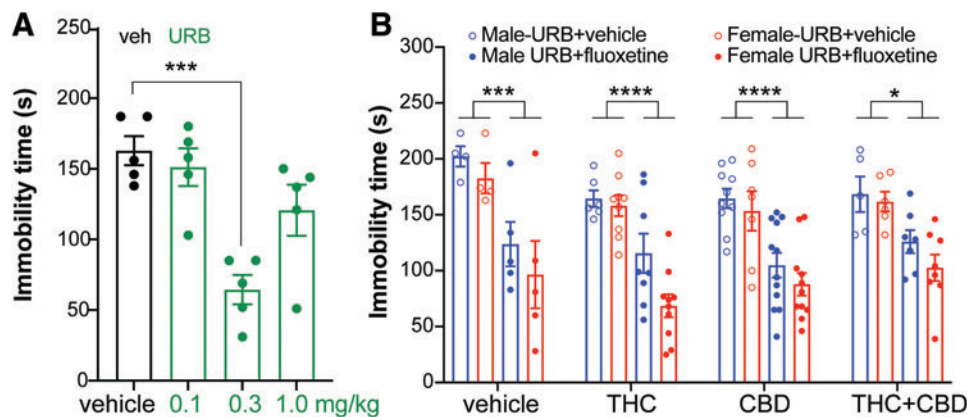 A
veh URB
***
Immobility time (s)
250
200
150
100
50
0
vehicle 0.1 0.3 1.0 mg/kg
B
Male-URB+vehicle Female-URB+vehicle
Male URB+fluoxetine Female URB+fluoxetine
*** **** **** *
Immobility time (s)
300
250
200
150
100
50
0
vehicle THC CBD THC+CBD